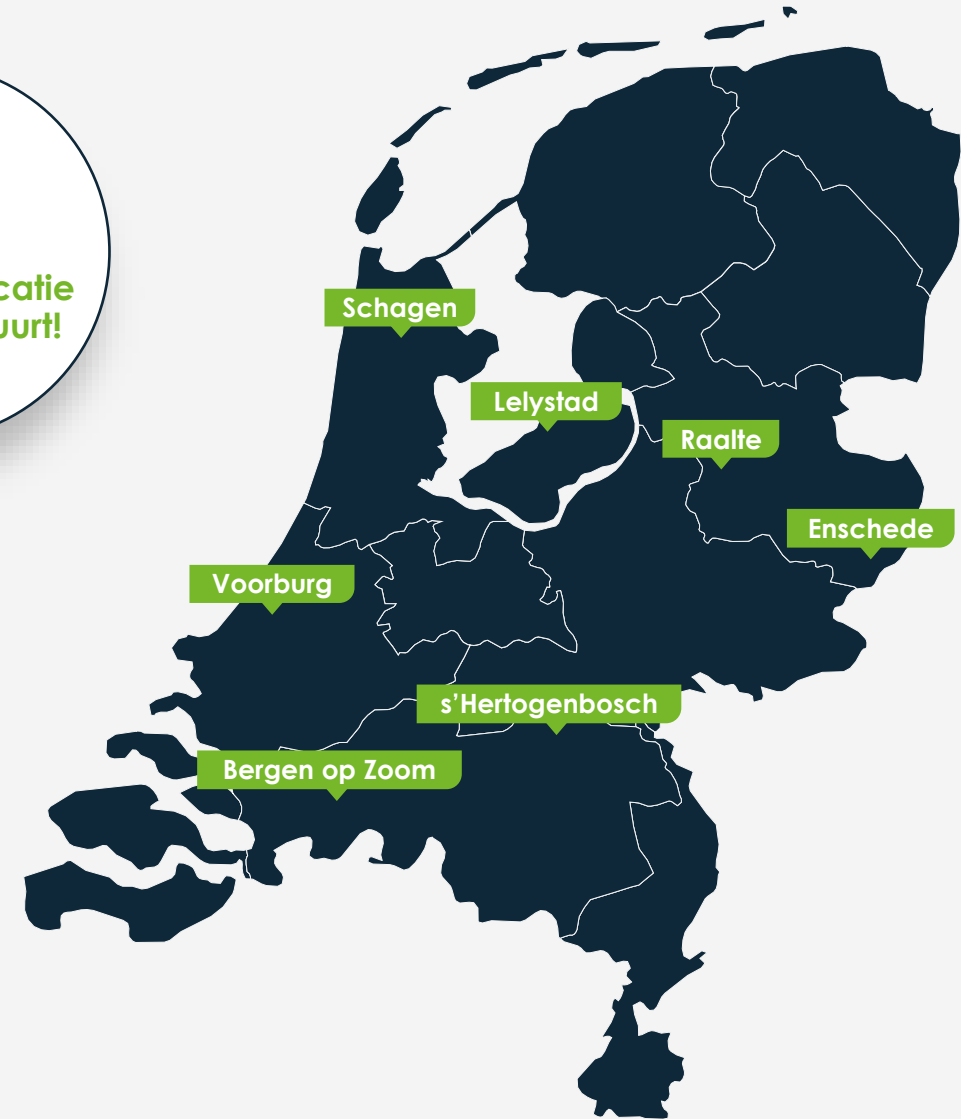 catie
uurt!
Schagen
Lelystad
Raalte
Enschede
Voorburg
s’Hertogenbosch
Bergen op Zoom